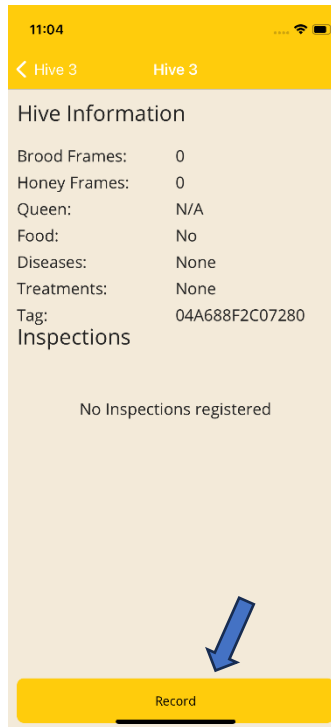 11:04
Hive 3 Hive 3
Hive Information
Brood Frames: 0
Honey Frames: 0
Queen: N/A
Food: No
Diseases: None
Treatments: None
Tag: 04A688F2C07280
Inspections
No Inspections registered
Record